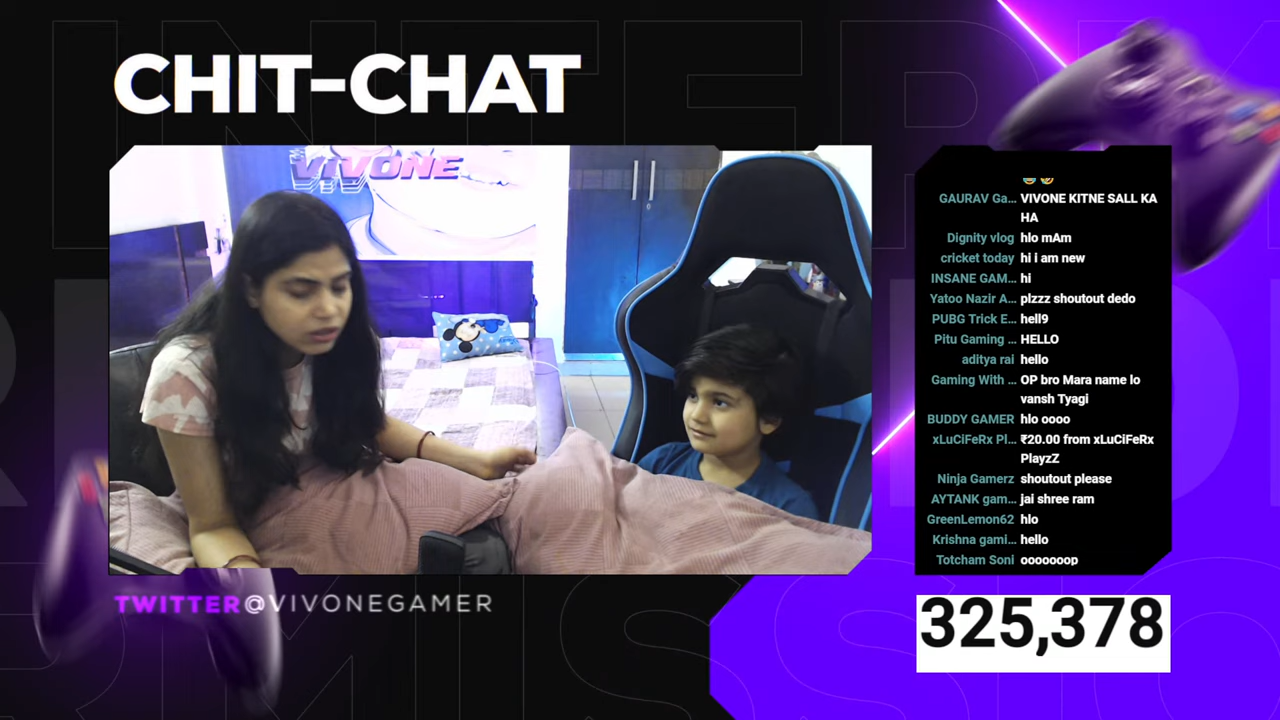 CHIT-CHAT
VIVONE
GAURAV Ga... VIVONE KITNE SALL KA
HA
Dignity vlog hlo mAm
cricket today hi i am new
INSANE GAM... hi
Yatoo Nazir A... plzzz shoutout dedo
PUBG Trick E... hell9
Pitu Gaming ... HELLO
aditya rai hello
Gaming With ... OP bro Mara name lo
vansh Tyagi
BUDDY GAMER hlo oooo
xLuCiFeRx Pl... ₹20.00 from xLuCiFeRx
PlayzZ
Ninja Gamerz shoutout please
AYTANK gam... jai shree ram
GreenLemon62 hlo
Krishna gami... hello
Totcham Soni ooooooop
TWITTER@VIVONEGAMER
325,378